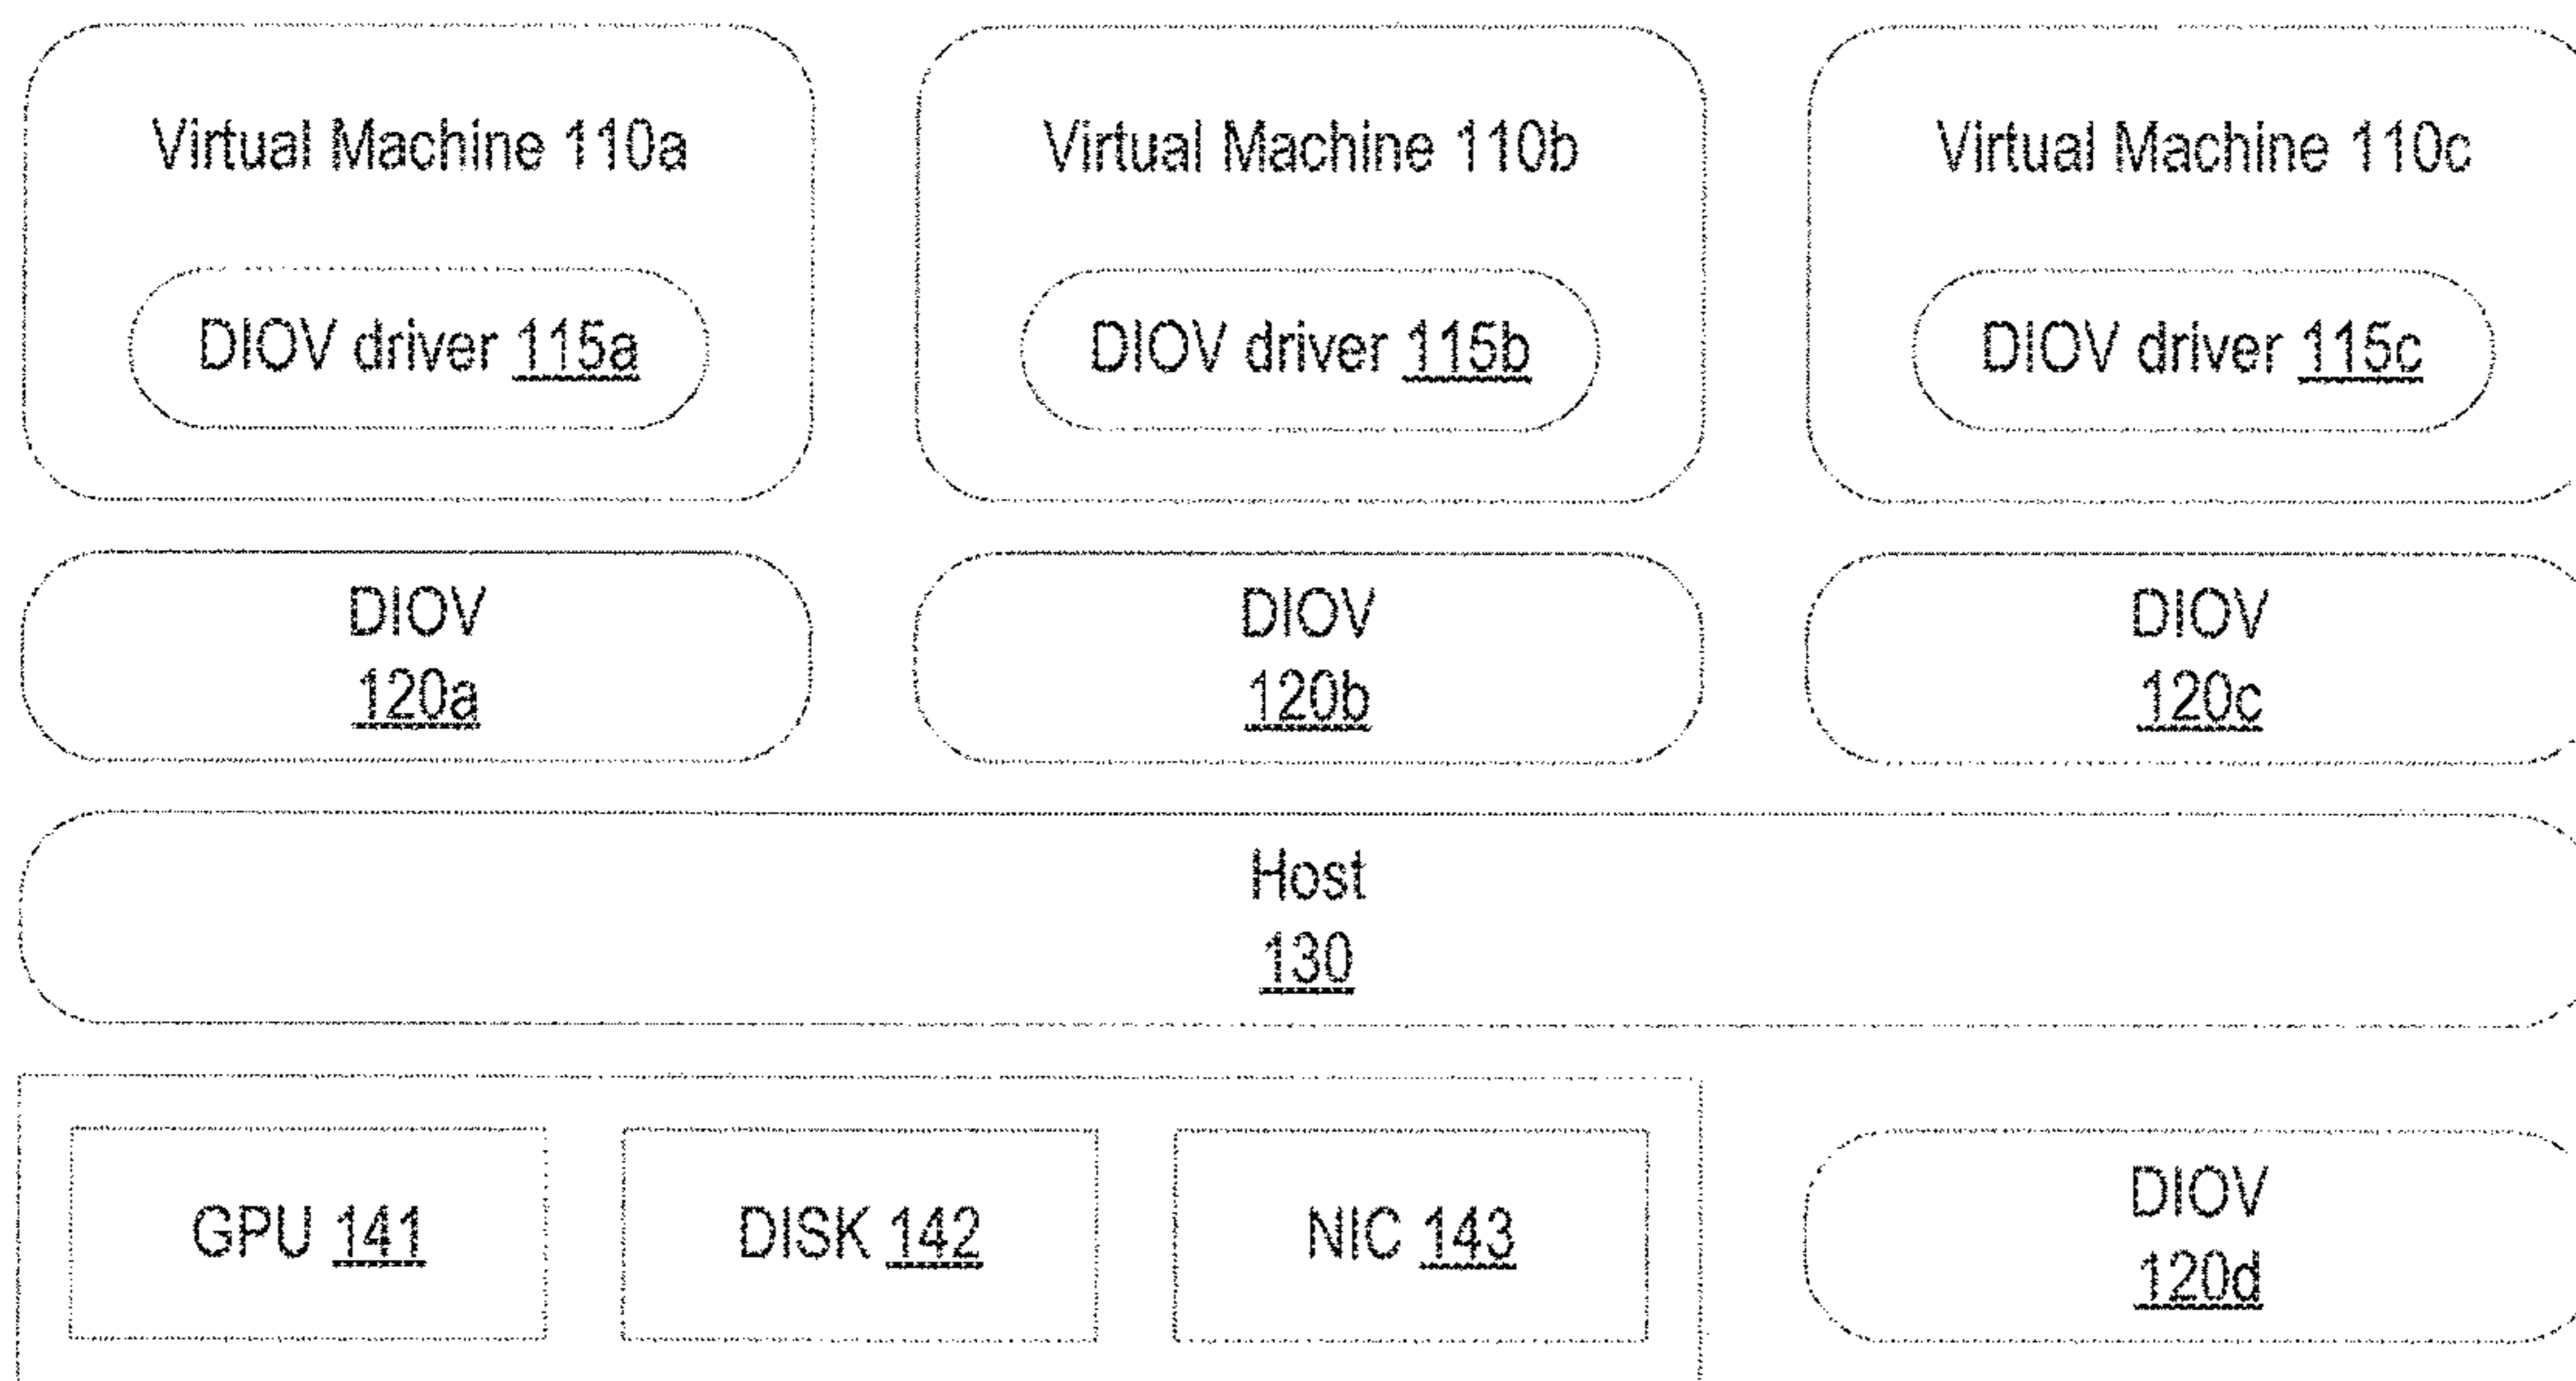 Virtual Machine 110a
Virtual Machine 110b
Virtual Machine 110c
DIOV driver 115a
DIOV driver 115b
DIOV driver 115c
DIOV
120a
DIOV
120b
DIOV
120c
Host
130
GPU 141
DISK 142
NIC 143
DIOV
120d